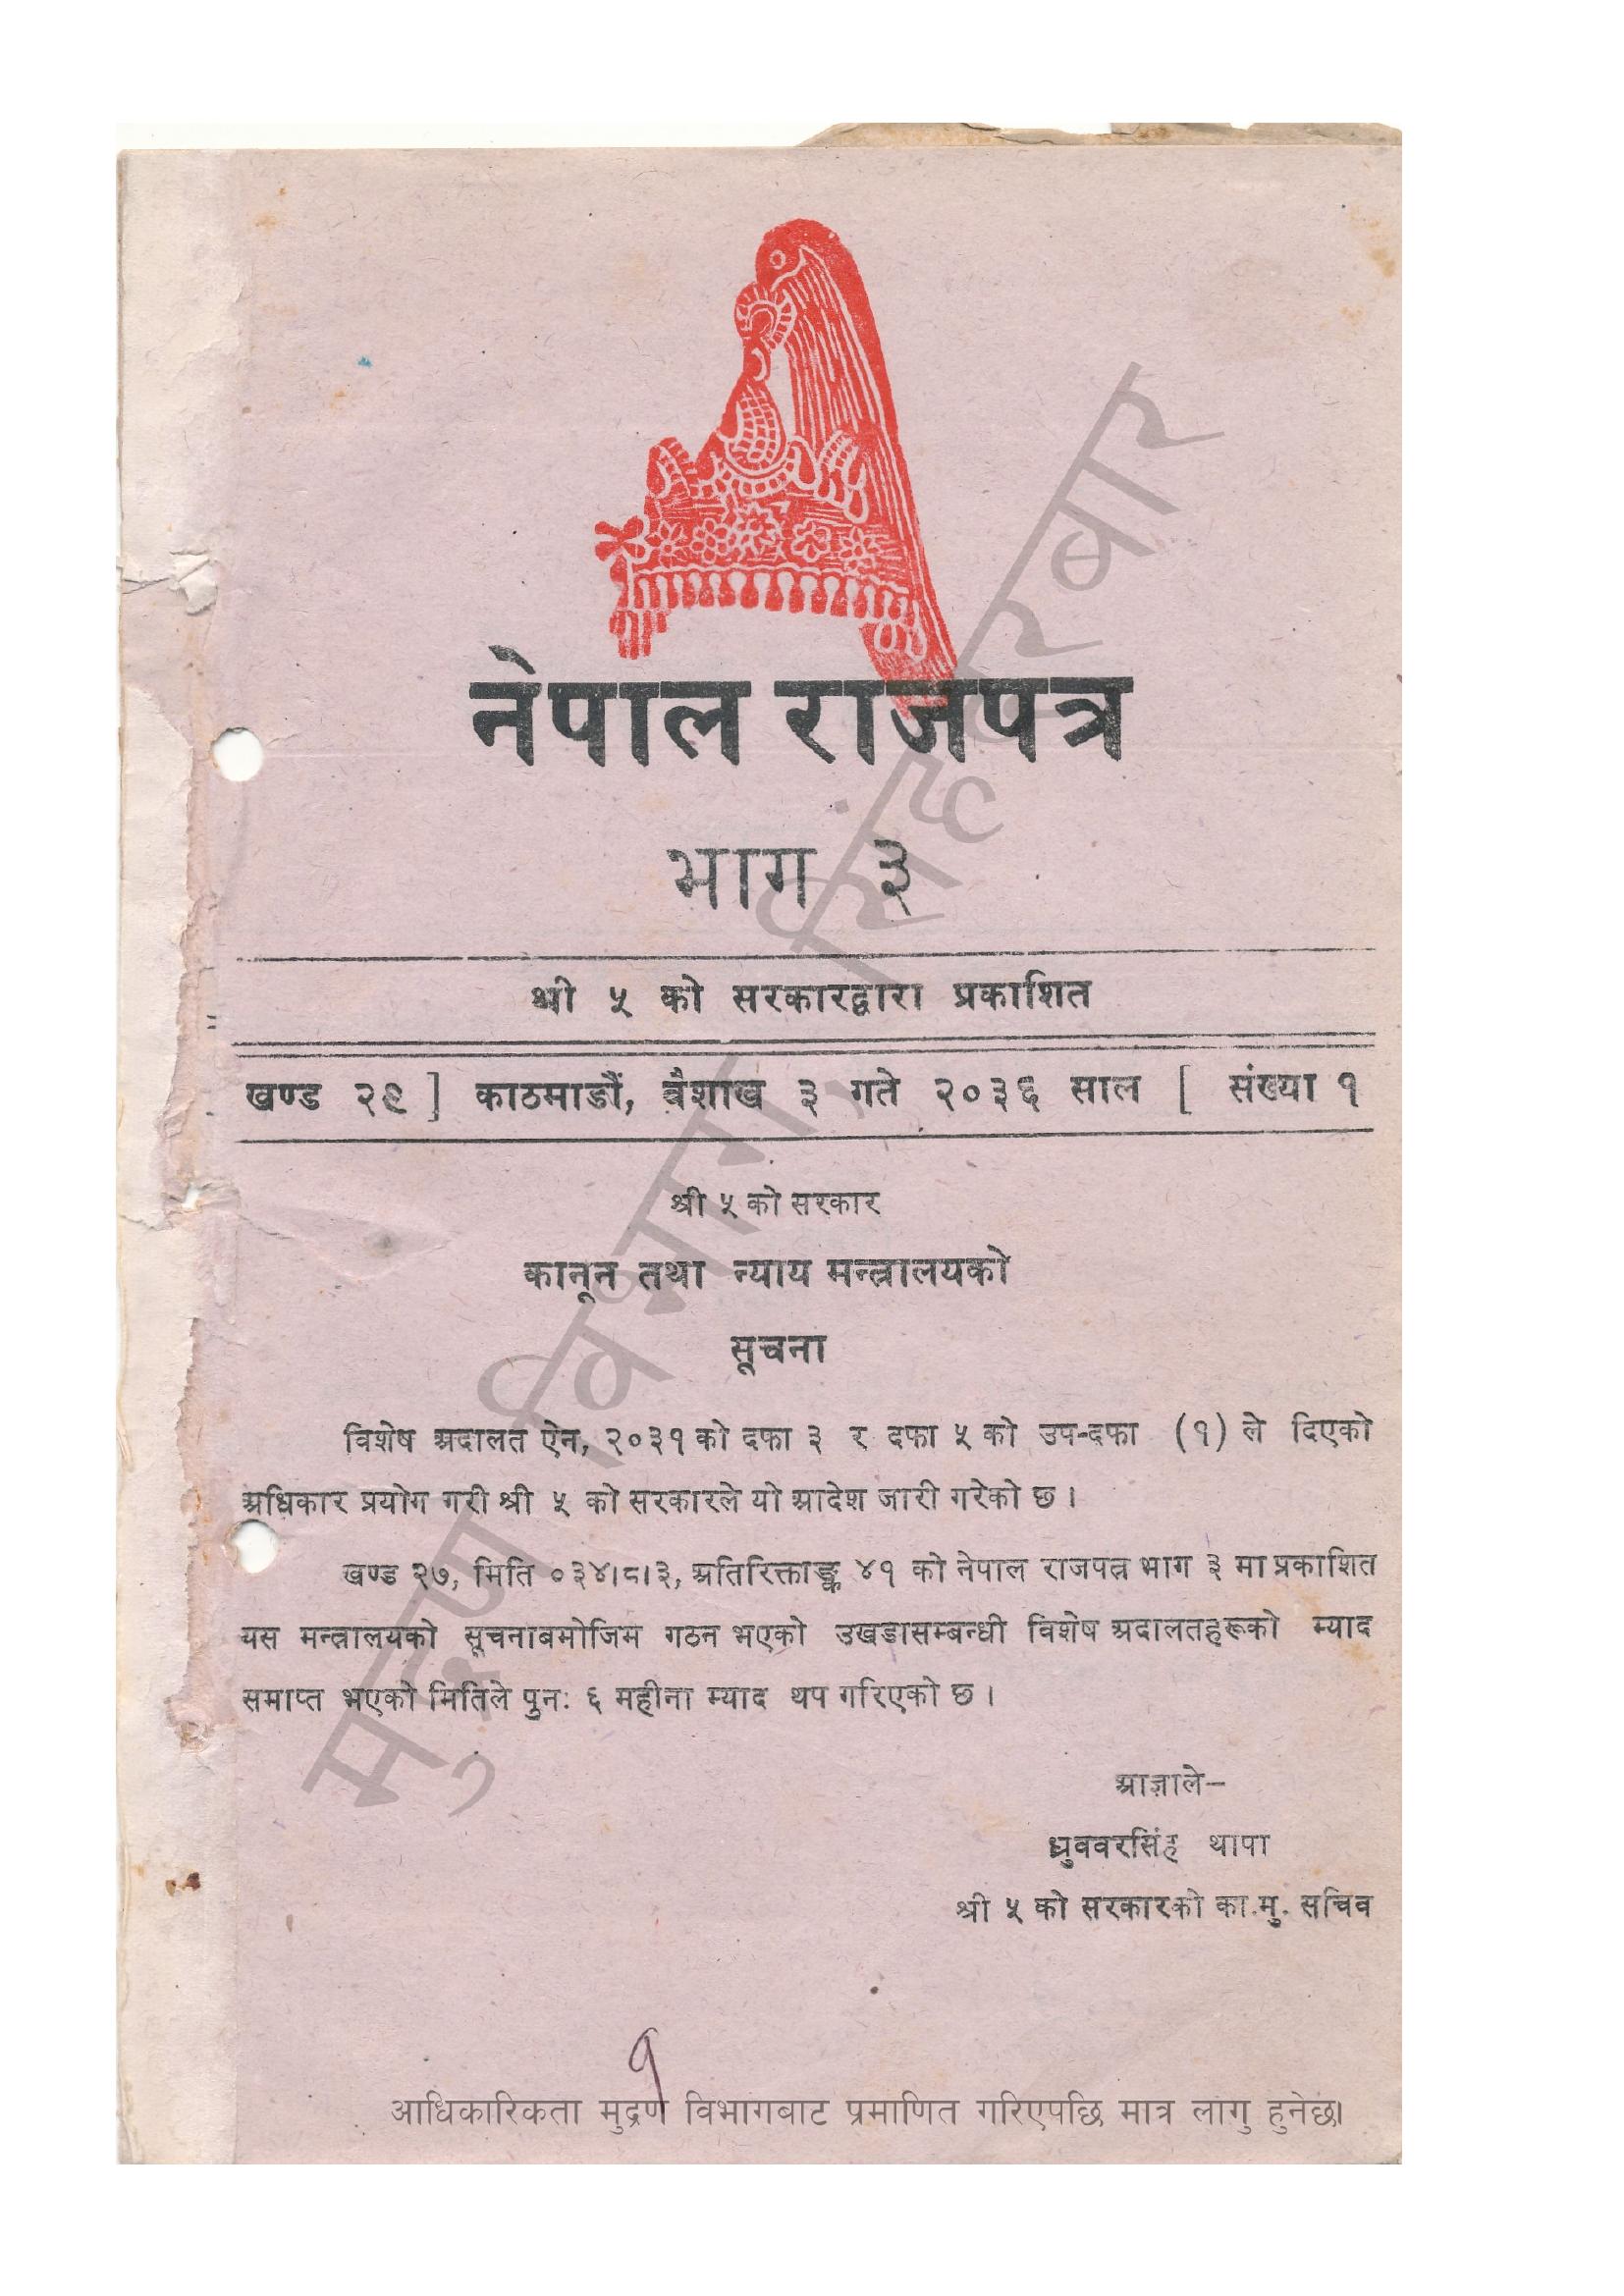 नेपाल राजपत्र
भाग ३
श्री ५ को सरकारद्वारा प्रकाशित
खण्ड २९ ] काठमाडौं, वैशाख ३ गते २०३६ साल [ संख्या १
श्री ५ को सरकार
कानून तथा न्याय मन्त्रालयको
सूचना
विशेष अदालत ऐन, २०३१ को दफा ३ र दफा ५ को उप-दफा (१) ले दिएको
अधिकार प्रयोग गरी श्री ५ को सरकारले यो आदेश जारी गरेको छ ।
खण्ड २७, मिति ०३४।८।३, अतिरिक्ताङ्क ४१ को नेपाल राजपत्र भाग ३ मा प्रकाशित
यस मन्त्रालयको सूचनाबमोजिम गठन भएको उखडासम्बन्धी विशेष अदालतहरूको म्याद
समाप्त भएको मितिले पुनः ६ महीना म्याद थप गरिएको छ ।
आज्ञाले–
ध्रुववरसिंह थापा
श्री ५ को सरकारको का.मु. सचिव
१
आधिकारिकता मुद्रण विभागबाट प्रमाणित गरिएपछि मात्र लागु हुनेछ।
मुद्रण विभाग, सिंहदरबार